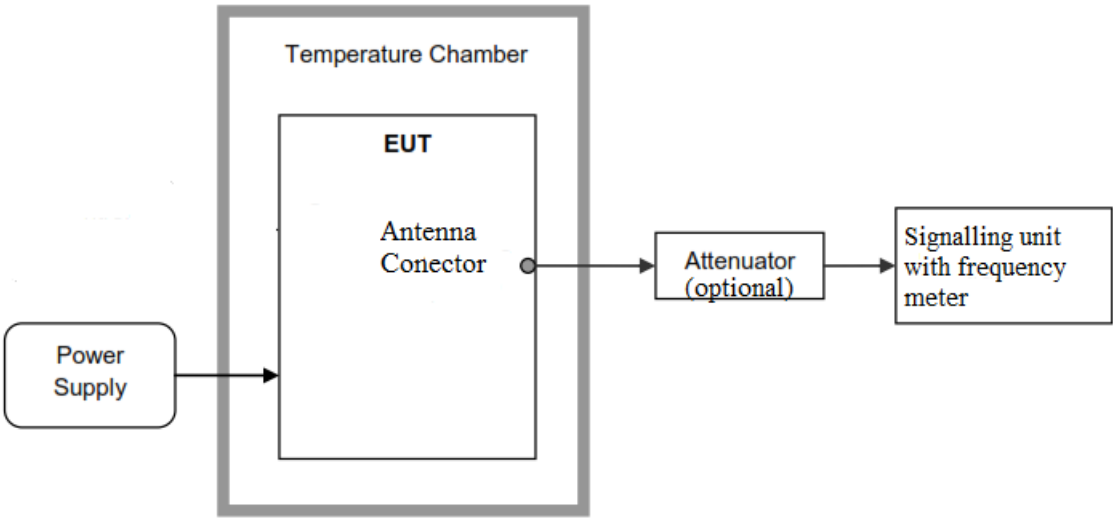 Temperature Chamber
EUT
Antenna
Conector
Attenuator
(optional)
Signalling unit
with frequency
meter
Power
Supply